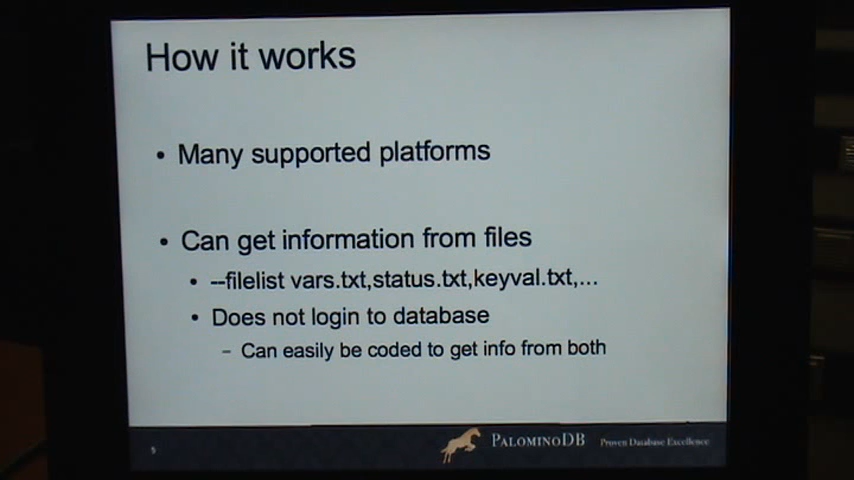 How it works
• Many supported platforms
• Can get information from files
• --filelist vars.txt,status.txt,keyval.txt,...
• Does not login to database
– Can easily be coded to get info from both
PALOMINODB Proven Database Excellence